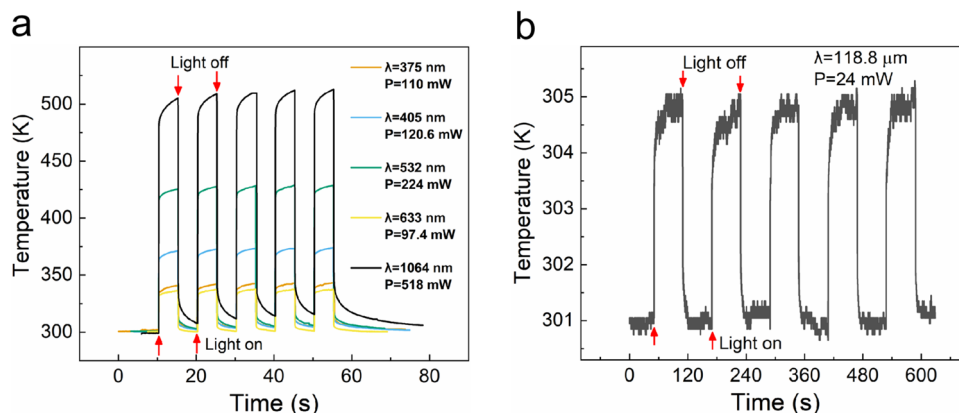 a
Light off
λ=375 nm
P=110 mW
λ=405 nm
P=120.6 mW
λ=532 nm
P=224 mW
λ=633 nm
P=97.4 mW
λ=1064 nm
P=518 mW
Light on
500
450
400
350
300
Temperature (K)
0 20 40 60 80
Time (s)
b
Light off
λ=118.8 μm
P=24 mW
Light on
305
304
303
302
301
Temperature (K)
0 120 240 360 480 600
Time (s)